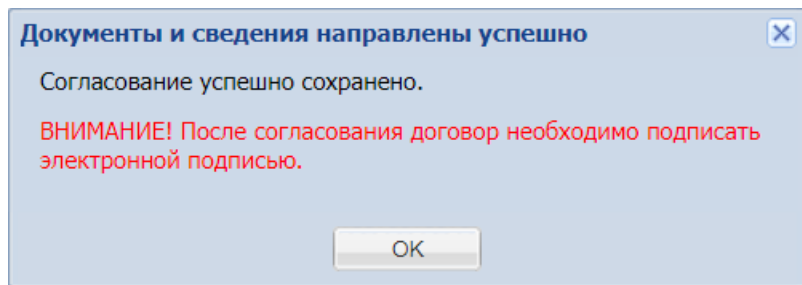 Документы и сведения направлены успешно
Согласование успешно сохранено.
ВНИМАНИЕ! После согласования договор необходимо подписать
электронной подписью.
OK